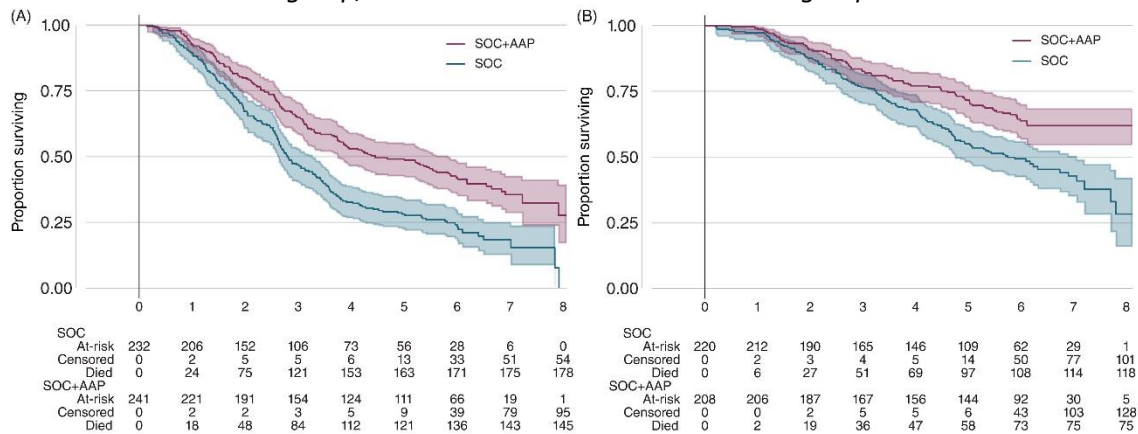 (A)
1.00
0.75
0.50
0.25
0.00
Proportion surviving
SOC+AAP
SOC
0 1 2 3 4 5 6 7 8
SOC
At-risk 232 206 152 106 73 56 28 6 0
Censored 0 2 5 5 6 13 33 51 54
Died 0 24 75 121 153 163 171 175 178
SOC+AAP
At-risk 241 221 191 154 124 111 66 19 1
Censored 0 2 2 3 5 9 39 79 95
Died 0 18 48 84 112 121 136 143 145
(B)
1.00
0.75
0.50
0.25
0.00
Proportion surviving
SOC+AAP
SOC
0 1 2 3 4 5 6 7 8
SOC
At-risk 220 212 190 165 146 109 62 29 1
Censored 0 2 3 4 5 14 50 77 101
Died 0 6 27 51 69 97 108 114 118
SOC+AAP
At-risk 208 206 187 167 156 144 92 30 5
Censored 0 0 2 5 5 6 43 103 128
Died 0 2 19 36 47 58 73 75 75